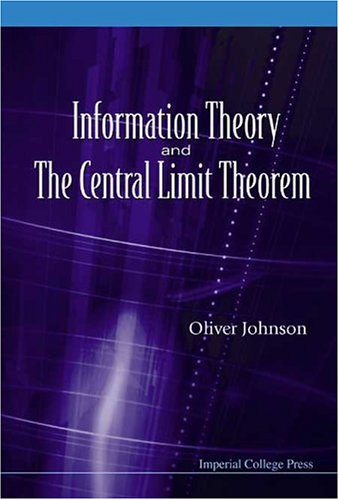 Information Theory
and
The Central Limit Theorem
Oliver Johnson
Imperial College Press